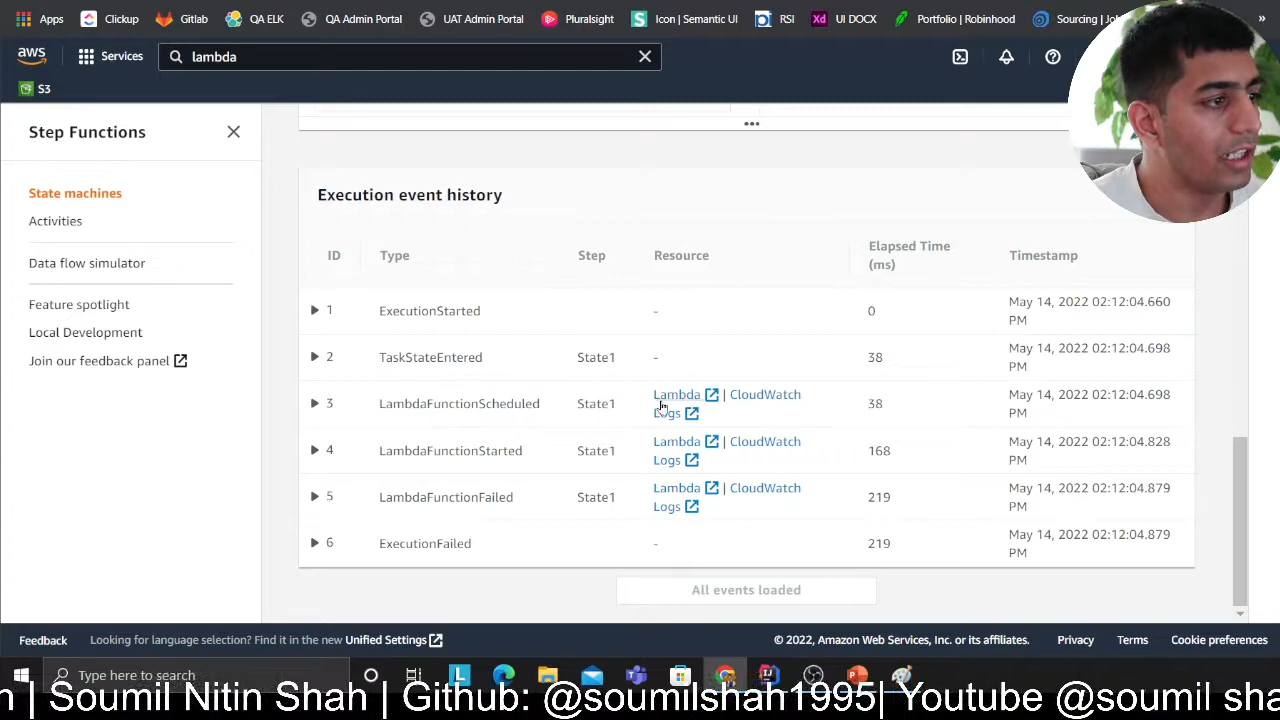 Apps Clickup Gitlab QA ELK QA Admin Portal UAT Admin Portal Pluralsight Icon | Semanti UI RSI UI DOCX Portfolio | Robinhood Sourcing | Jo »
aws Services lambda
S3
Step Functions
State machines
Activities
Data flow simulator
Feature spotlight
Local Development
Join our feedback panel
Execution event history
ID Type Step Resource Elapsed Time (ms) Timestamp
1 ExecutionStarted - 0 May 14, 2022 02:12:04.660 PM
2 TaskStateEntered State1 - 38 May 14, 2022 02:12:04.698 PM
3 LambdaFunctionScheduled State1 Lambda | CloudWatch Logs 38 May 14, 2022 02:12:04.698 PM
4 LambdaFunctionStarted State1 Lambda | CloudWatch Logs 168 May 14, 2022 02:12:04.828 PM
5 LambdaFunctionFailed State1 Lambda | CloudWatch Logs 219 May 14, 2022 02:12:04.879 PM
6 ExecutionFailed - 219 May 14, 2022 02:12:04.879 PM
All events loaded
Feedback Looking for language selection? Find it in the new Unified Settings © 2022, Amazon Web Services, Inc. or its affiliates. Privacy Terms Cookie preferences
Type here to search
| Soumil Nitin Shah | Github: @soumilshah1995| Youtube @soumil sha